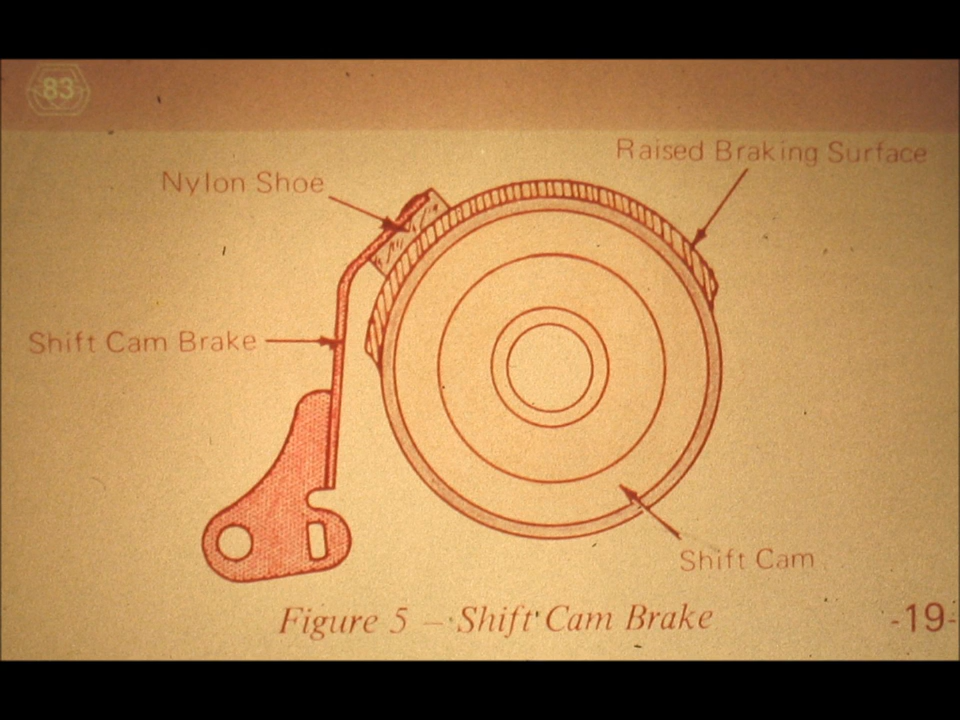 83
Raised Braking Surface
Nylon Shoe
Shift Cam Brake
Shift Cam
Figure 5 – Shift Cam Brake
-19-